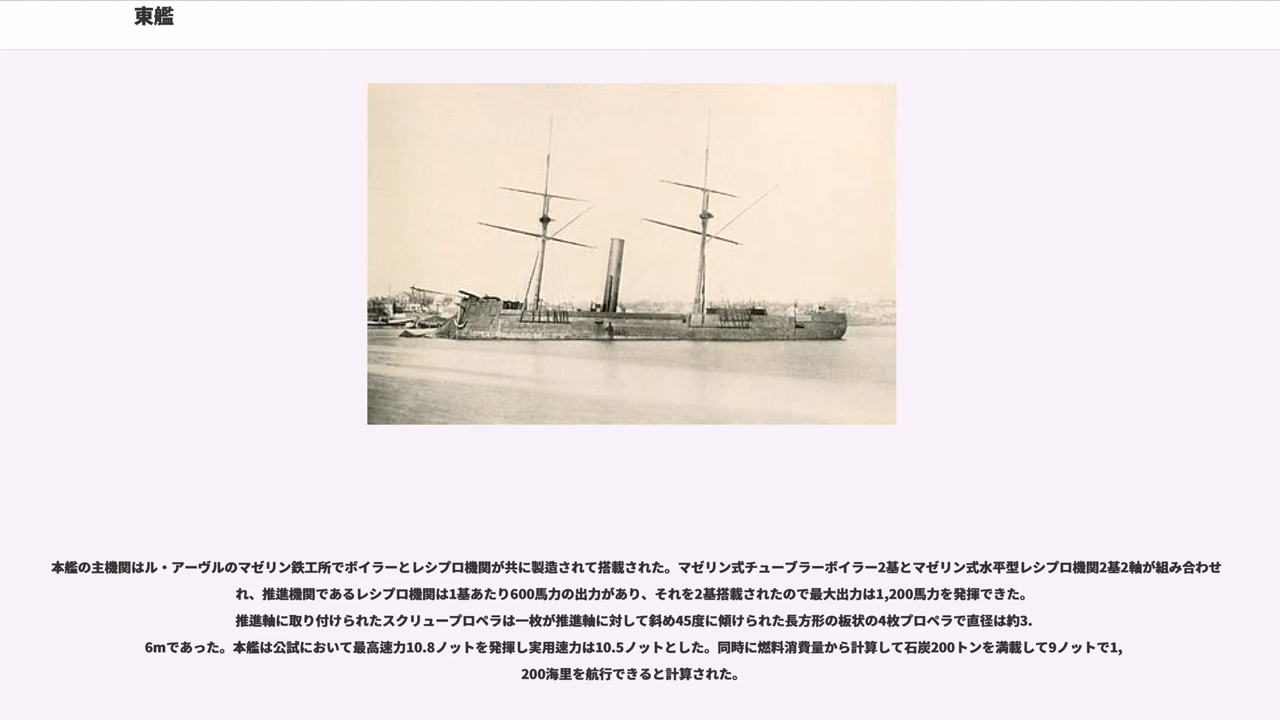 東艦
本艦の主機関はル・アーヴルのマゼリン鉄工所でボイラーとレシプロ機関が共に製造されて搭載された。マゼリン式チューブラーボイラー2基とマゼリン式水平型レシプロ機関2基2軸が組み合わせ
れ、推進機関であるレシプロ機関は1基あたり600馬力の出力があり、それを2基搭載されたので最大出力は1,200馬力を発揮できた。
推進軸に取り付けられたスクリュープロペラは一枚が推進軸に対して斜め45度に傾けられた長方形の板状の4枚プロペラで直径は約3.
6mであった。本艦は公試において最高速力10.8ノットを発揮し実用速力は10.5ノットとした。同時に燃料消費量から計算して石炭200トンを満載して9ノットで1,
200海里を航行できると計算された。